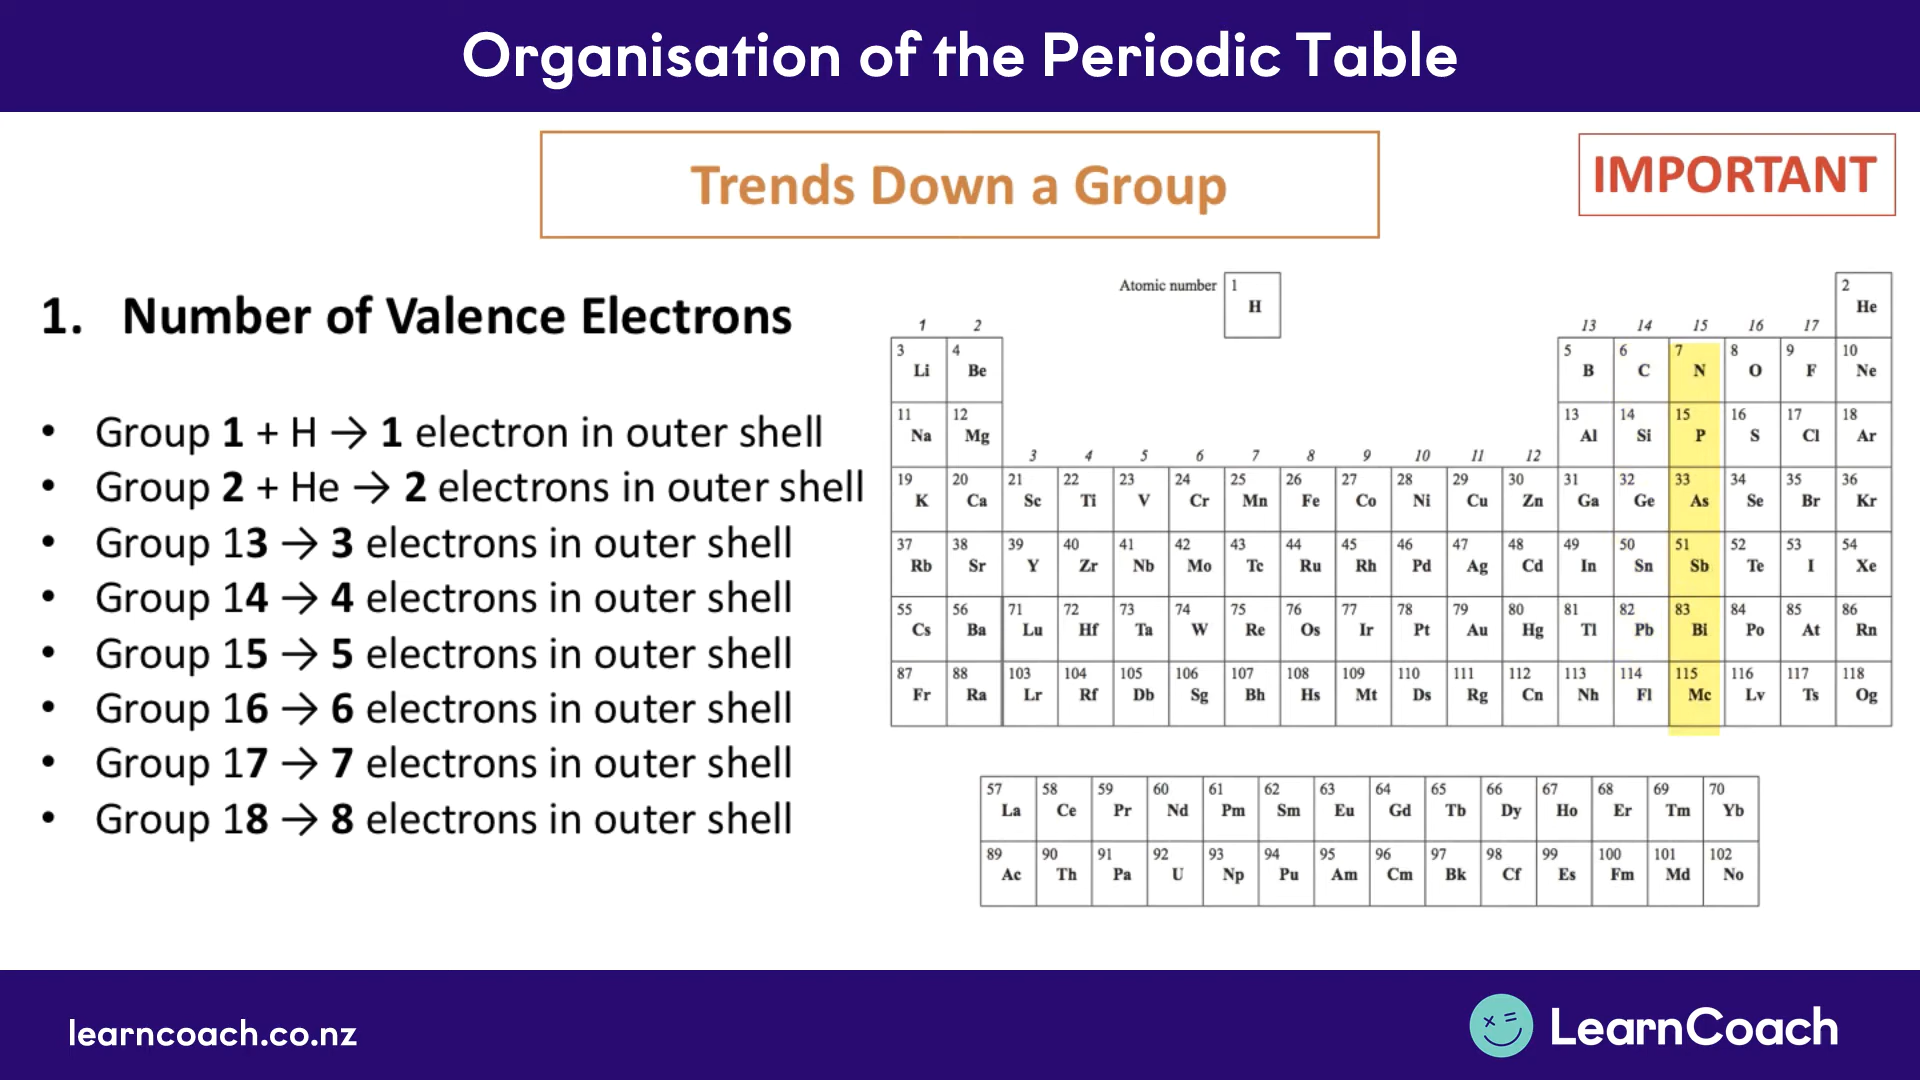 Organisation of the Periodic Table
Trends Down a Group
IMPORTANT
1. Number of Valence Electrons
• Group 1 + H → 1 electron in outer shell
• Group 2 + He → 2 electrons in outer shell
• Group 13 → 3 electrons in outer shell
• Group 14 → 4 electrons in outer shell
• Group 15 → 5 electrons in outer shell
• Group 16 → 6 electrons in outer shell
• Group 17 → 7 electrons in outer shell
• Group 18 → 8 electrons in outer shell
Atomic number 1 2
H He
1 2 13 14 15 16 17
3 4 5 6 7 8 9 10
Li Be B C N O F Ne
11 12 13 14 15 16 17 18
Na Mg Al Si P S Cl Ar
3 4 5 6 7 8 9 10 11 12
19 20 21 22 23 24 25 26 27 28 29 30 31 32 33 34 35 36
K Ca Sc Ti V Cr Mn Fe Co Ni Cu Zn Ga Ge As Se Br Kr
37 38 39 40 41 42 43 44 45 46 47 48 49 50 51 52 53 54
Rb Sr Y Zr Nb Mo Tc Ru Rh Pd Ag Cd In Sn Sb Te I Xe
55 56 71 72 73 74 75 76 77 78 79 80 81 82 83 84 85 86
Cs Ba Lu Hf Ta W Re Os Ir Pt Au Hg Tl Pb Bi Po At Rn
87 88 103 104 105 106 107 108 109 110 111 112 113 114 115 116 117 118
Fr Ra Lr Rf Db Sg Bh Hs Mt Ds Rg Cn Nh Fl Mc Lv Ts Og
57 58 59 60 61 62 63 64 65 66 67 68 69 70
La Ce Pr Nd Pm Sm Eu Gd Tb Dy Ho Er Tm Yb
89 90 91 92 93 94 95 96 97 98 99 100 101 102
Ac Th Pa U Np Pu Am Cm Bk Cf Es Fm Md No
learncoach.co.nz
LearnCoach